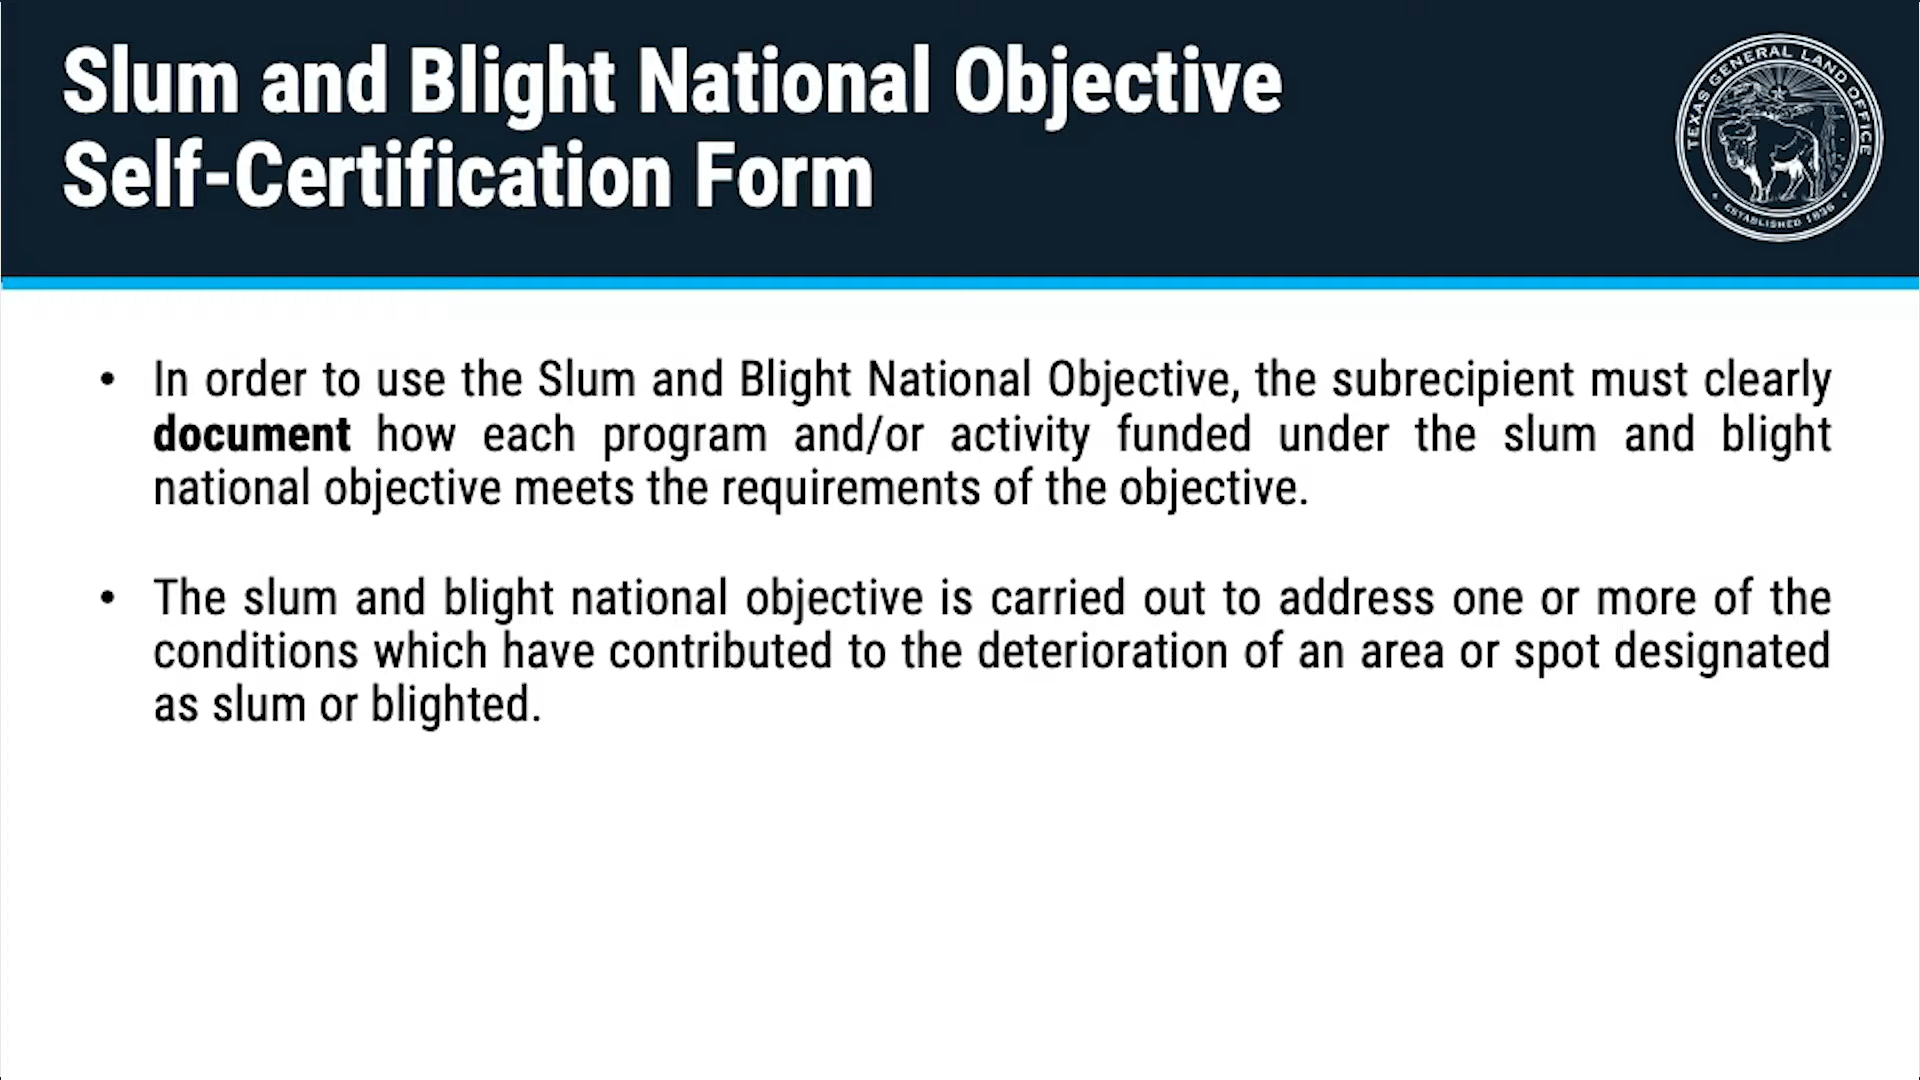 Slum and Blight National Objective
Self-Certification Form
TEXAS GENERAL LAND OFFICE
ESTABLISHED 1836
• In order to use the Slum and Blight National Objective, the subrecipient must clearly
document how each program and/or activity funded under the slum and blight
national objective meets the requirements of the objective.
• The slum and blight national objective is carried out to address one or more of the
conditions which have contributed to the deterioration of an area or spot designated
as slum or blighted.